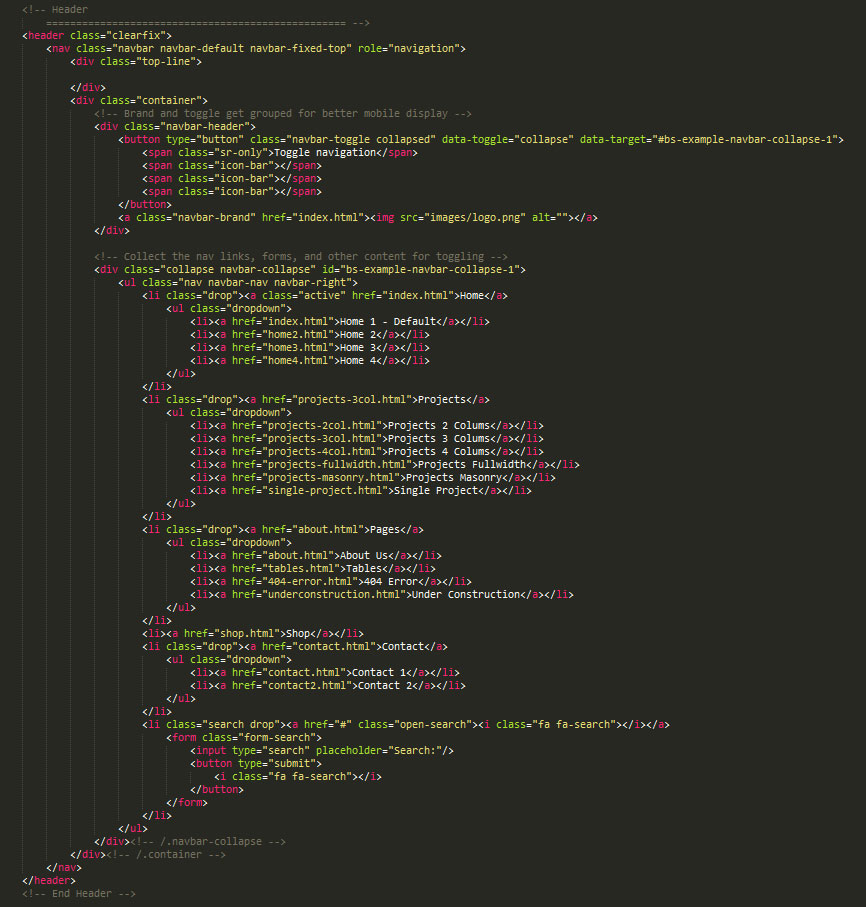 <!-- Header
================================================== -->
<header class="clearfix">
<nav class="navbar navbar-default navbar-fixed-top" role="navigation">
<div class="top-line">
</div>
<div class="container">
<!-- Brand and toggle get grouped for better mobile display -->
<div class="navbar-header">
<button type="button" class="navbar-toggle collapsed" data-toggle="collapse" data-target="#bs-example-navbar-collapse-1">
<span class="sr-only">Toggle navigation</span>
<span class="icon-bar"></span>
<span class="icon-bar"></span>
<span class="icon-bar"></span>
</button>
<a class="navbar-brand" href="index.html"><img src="images/logo.png" alt=""></a>
</div>
<!-- Collect the nav links, forms, and other content for toggling -->
<div class="collapse navbar-collapse" id="bs-example-navbar-collapse-1">
<ul class="nav navbar-nav navbar-right">
<li class="drop"><a class="active" href="index.html">Home</a>
<ul class="dropdown">
<li><a href="index.html">Home 1 - Default</a></li>
<li><a href="home2.html">Home 2</a></li>
<li><a href="home3.html">Home 3</a></li>
<li><a href="home4.html">Home 4</a></li>
</ul>
</li>
<li class="drop"><a href="projects-3col.html">Projects</a>
<ul class="dropdown">
<li><a href="projects-2col.html">Projects 2 Colums</a></li>
<li><a href="projects-3col.html">Projects 3 Colums</a></li>
<li><a href="projects-4col.html">Projects 4 Colums</a></li>
<li><a href="projects-fullwidth.html">Projects Fullwidth</a></li>
<li><a href="projects-masonry.html">Projects Masonry</a></li>
<li><a href="single-project.html">Single Project</a></li>
</ul>
</li>
<li class="drop"><a href="about.html">Pages</a>
<ul class="dropdown">
<li><a href="about.html">About Us</a></li>
<li><a href="tables.html">Tables</a></li>
<li><a href="404-error.html">404 Error</a></li>
<li><a href="underconstruction.html">Under Construction</a></li>
</ul>
</li>
<li><a href="shop.html">Shop</a></li>
<li class="drop"><a href="contact.html">Contact</a>
<ul class="dropdown">
<li><a href="contact.html">Contact 1</a></li>
<li><a href="contact2.html">Contact 2</a></li>
</ul>
</li>
<li class="search drop"><a href="#" class="open-search"><i class="fa fa-search"></i></a>
<form class="form-search">
<input type="search" placeholder="Search:"/>
<button type="submit">
<i class="fa fa-search"></i>
</button>
</form>
</li>
</ul>
</div><!-- /.navbar-collapse -->
</div><!-- /.container -->
</nav>
</header>
<!-- End Header -->